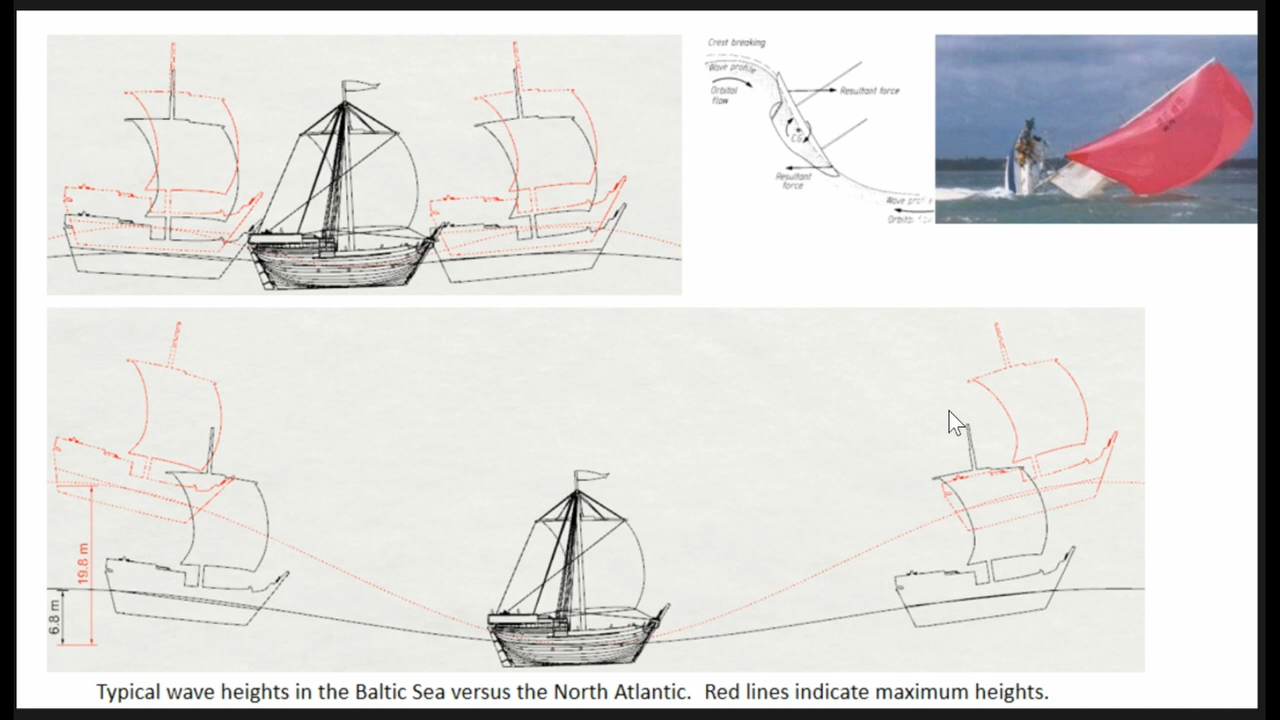 Crest breaking
Wave profile
Orbital
flow
Resultant force
CG
Resultant
force
Wave
Orbital
19.8 m
6.8 m
Typical wave heights in the Baltic Sea versus the North Atlantic. Red lines indicate maximum heights.